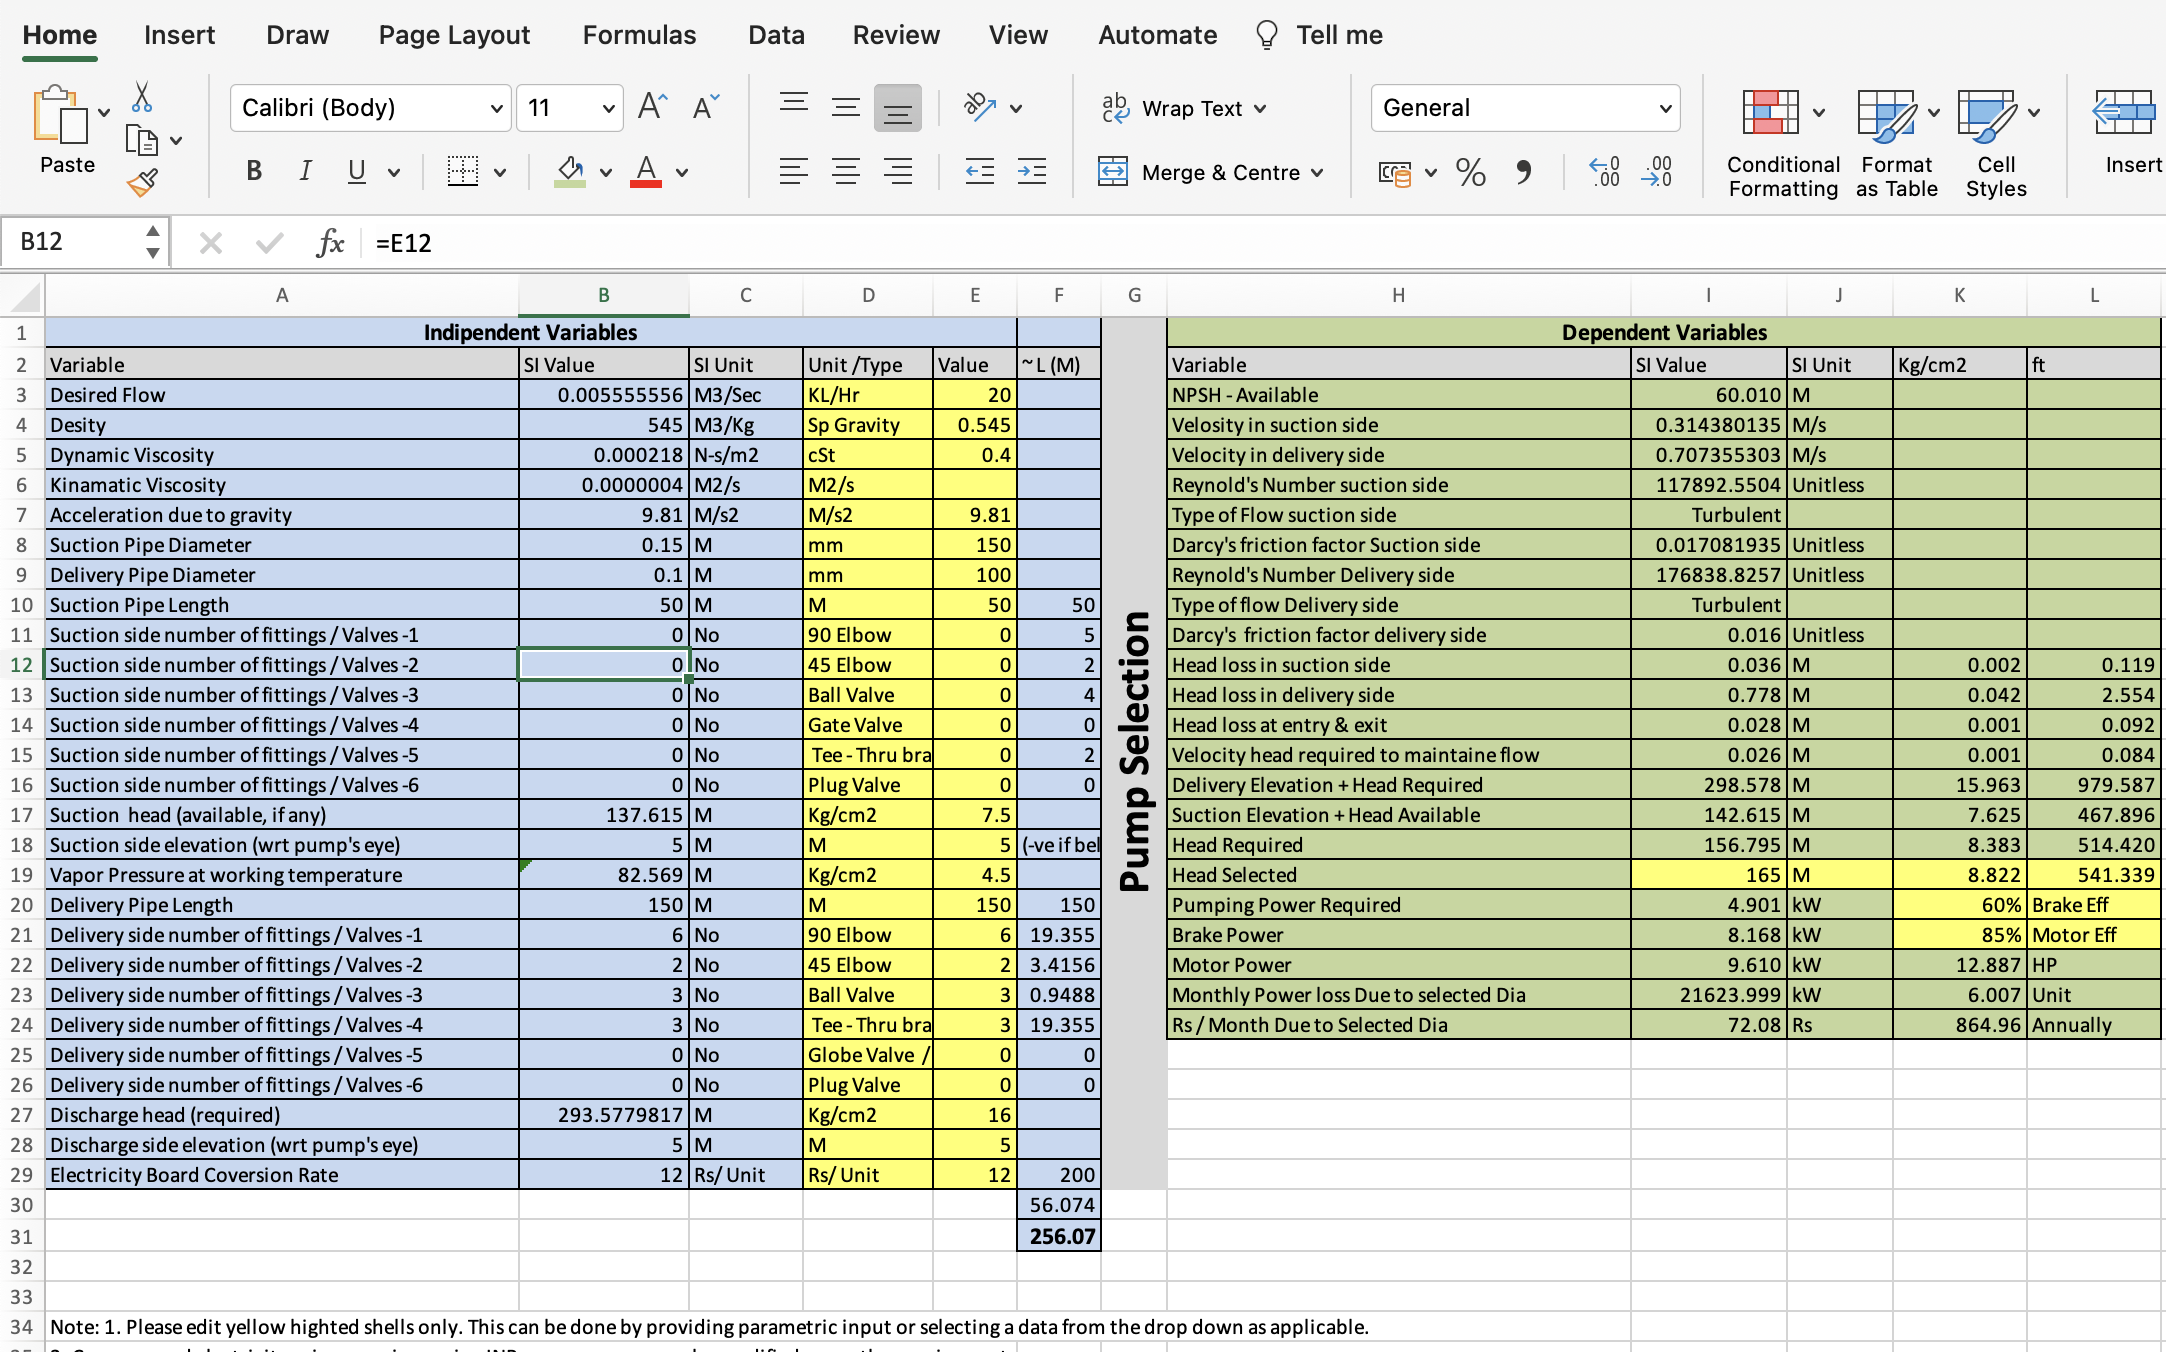 Home Insert Draw Page Layout Formulas Data Review View Automate Tell me
Paste
Calibri (Body) 11
B I U A
ab Wrap Text
Merge & Centre
General
Conditional Formatting
Format as Table
Cell Styles
Insert
B12 fx =E12
A B C D E F G H I J K L
1 Indipendent Variables Dependent Variables
2 Variable SI Value SI Unit Unit /Type Value ~ L (M) Variable SI Value SI Unit Kg/cm2 ft
3 Desired Flow 0.005555556 M3/Sec KL/Hr 20 NPSH - Available 60.010 M
4 Desity 545 M3/Kg Sp Gravity 0.545 Velosity in suction side 0.314380135 M/s
5 Dynamic Viscosity 0.000218 N-s/m2 cSt 0.4 Velocity in delivery side 0.707355303 M/s
6 Kinamatic Viscosity 0.0000004 M2/s M2/s Reynold's Number suction side 117892.5504 Unitless
7 Acceleration due to gravity 9.81 M/s2 M/s2 9.81 Type of Flow suction side Turbulent
8 Suction Pipe Diameter 0.15 M mm 150 Darcy's friction factor Suction side 0.017081935 Unitless
9 Delivery Pipe Diameter 0.1 M mm 100 Reynold's Number Delivery side 176838.8257 Unitless
10 Suction Pipe Length 50 M M 50 50 Type of flow Delivery side Turbulent
11 Suction side number of fittings / Valves -1 0 No 90 Elbow 0 5 Darcy's friction factor delivery side 0.016 Unitless
12 Suction side number of fittings / Valves -2 0 No 45 Elbow 0 2 Head loss in suction side 0.036 M 0.002 0.119
13 Suction side number of fittings / Valves -3 0 No Ball Valve 0 4 Head loss in delivery side 0.778 M 0.042 2.554
14 Suction side number of fittings / Valves -4 0 No Gate Valve 0 0 Head loss at entry & exit 0.028 M 0.001 0.092
15 Suction side number of fittings / Valves -5 0 No Tee - Thru bra 0 2 Velocity head required to maintaine flow 0.026 M 0.001 0.084
16 Suction side number of fittings / Valves -6 0 No Plug Valve 0 0 Delivery Elevation + Head Required 298.578 M 15.963 979.587
17 Suction head (available, if any) 137.615 M Kg/cm2 7.5 Suction Elevation + Head Available 142.615 M 7.625 467.896
18 Suction side elevation (wrt pump's eye) 5 M M 5 (-ve if bel Head Required 156.795 M 8.383 514.420
19 Vapor Pressure at working temperature 82.569 M Kg/cm2 4.5 Head Selected 165 M 8.822 541.339
20 Delivery Pipe Length 150 M M 150 150 Pumping Power Required 4.901 kW 60% Brake Eff
21 Delivery side number of fittings / Valves -1 6 No 90 Elbow 6 19.355 Brake Power 8.168 kW 85% Motor Eff
22 Delivery side number of fittings / Valves -2 2 No 45 Elbow 2 3.4156 Motor Power 9.610 kW 12.887 HP
23 Delivery side number of fittings / Valves -3 3 No Ball Valve 3 0.9488 Monthly Power loss Due to selected Dia 21623.999 kW 6.007 Unit
24 Delivery side number of fittings / Valves -4 3 No Tee - Thru bra 3 19.355 Rs / Month Due to Selected Dia 72.08 Rs 864.96 Annually
25 Delivery side number of fittings / Valves -5 0 No Globe Valve / 0 0
26 Delivery side number of fittings / Valves -6 0 No Plug Valve 0 0
27 Discharge head (required) 293.5779817 M Kg/cm2 16
28 Discharge side elevation (wrt pump's eye) 5 M M 5
29 Electricity Board Coversion Rate 12 Rs/ Unit Rs/ Unit 12 200
Pump Selection
30 56.074
31 256.07
32
33
34 Note: 1. Please edit yellow highted shells only. This can be done by providing parametric input or selecting a data from the drop down as applicable.